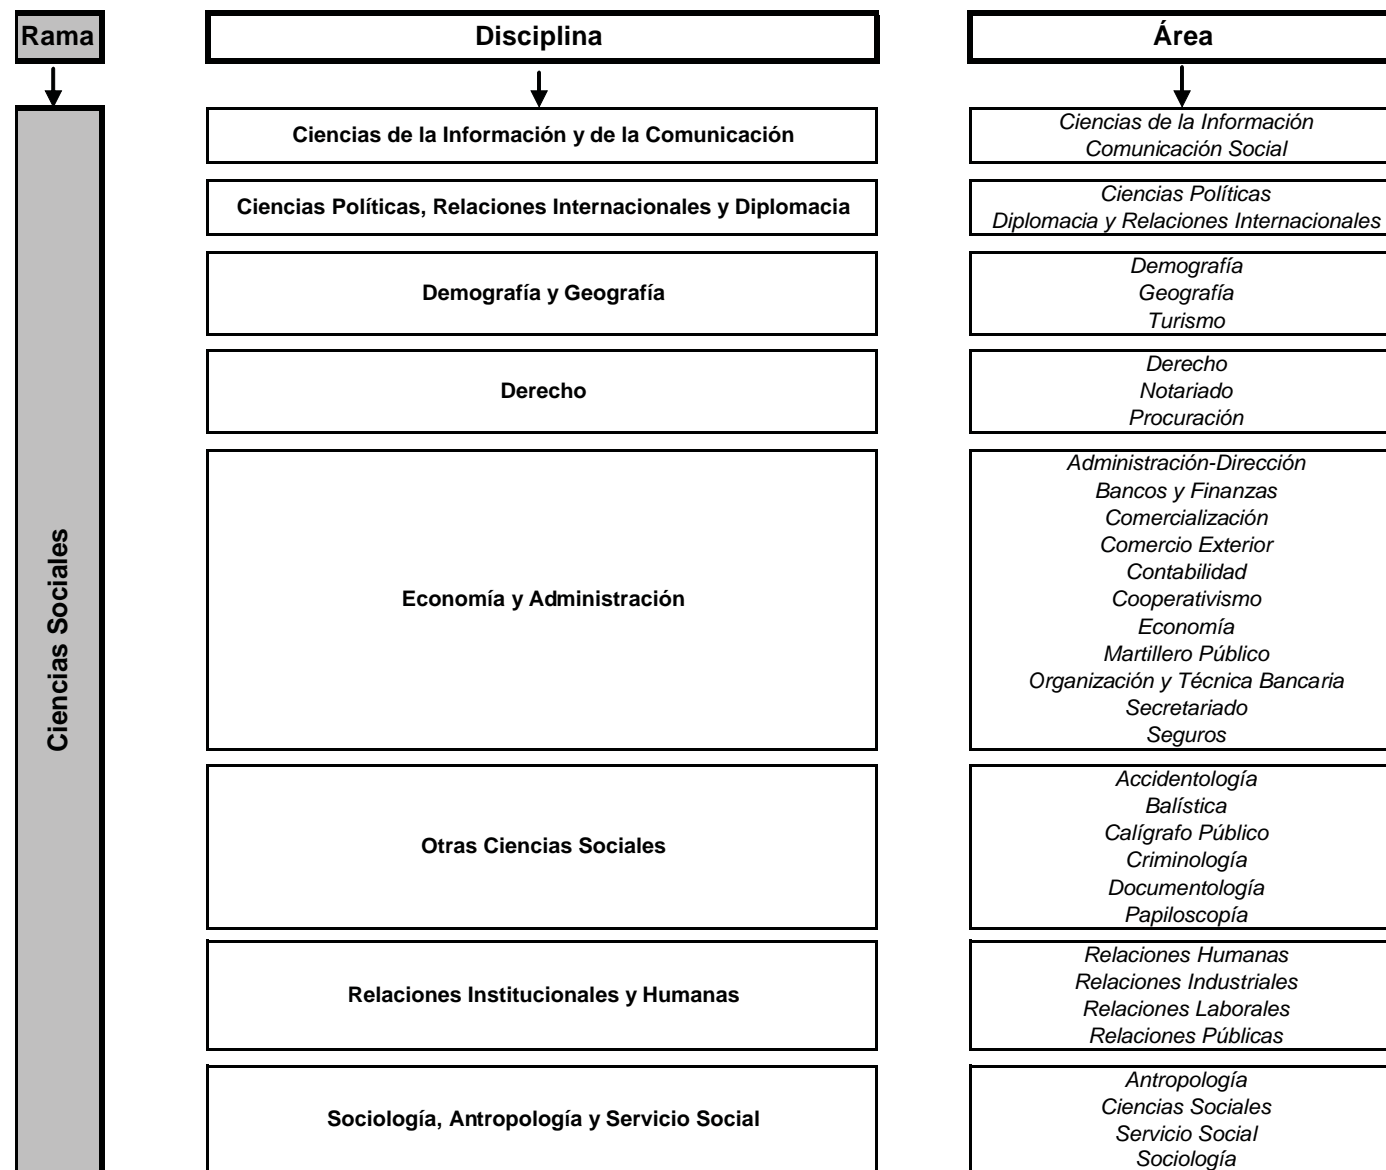 Rama
Disciplina
Área
Ciencias Sociales
Ciencias de la Información y de la Comunicación
Ciencias de la Información
Comunicación Social
Ciencias Políticas, Relaciones Internacionales y Diplomacia
Ciencias Políticas
Diplomacia y Relaciones Internacionales
Demografía y Geografía
Demografía
Geografía
Turismo
Derecho
Derecho
Notariado
Procuración
Economía y Administración
Administración-Dirección
Bancos y Finanzas
Comercialización
Comercio Exterior
Contabilidad
Cooperativismo
Economía
Martillero Público
Organización y Técnica Bancaria
Secretariado
Seguros
Otras Ciencias Sociales
Accidentología
Balística
Calígrafo Público
Criminología
Documentología
Papiloscopía
Relaciones Institucionales y Humanas
Relaciones Humanas
Relaciones Industriales
Relaciones Laborales
Relaciones Públicas
Sociología, Antropología y Servicio Social
Antropología
Ciencias Sociales
Servicio Social
Sociología